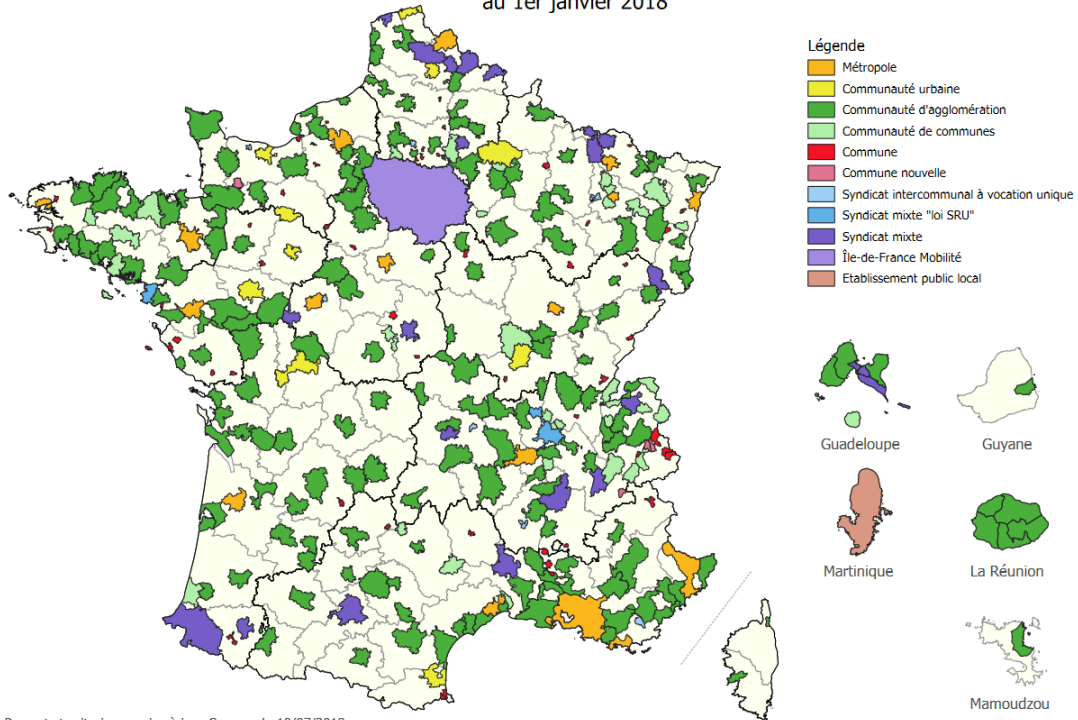 au 1er janvier 2018
Légende
Métropole
Communauté urbaine
Communauté d'agglomération
Communauté de communes
Commune
Commune nouvelle
Syndicat intercommunal à vocation unique
Syndicat mixte "loi SRU"
Syndicat mixte
Île-de-France Mobilité
Etablissement public local
Guadeloupe
Guyane
Martinique
La Réunion
Mamoudzou